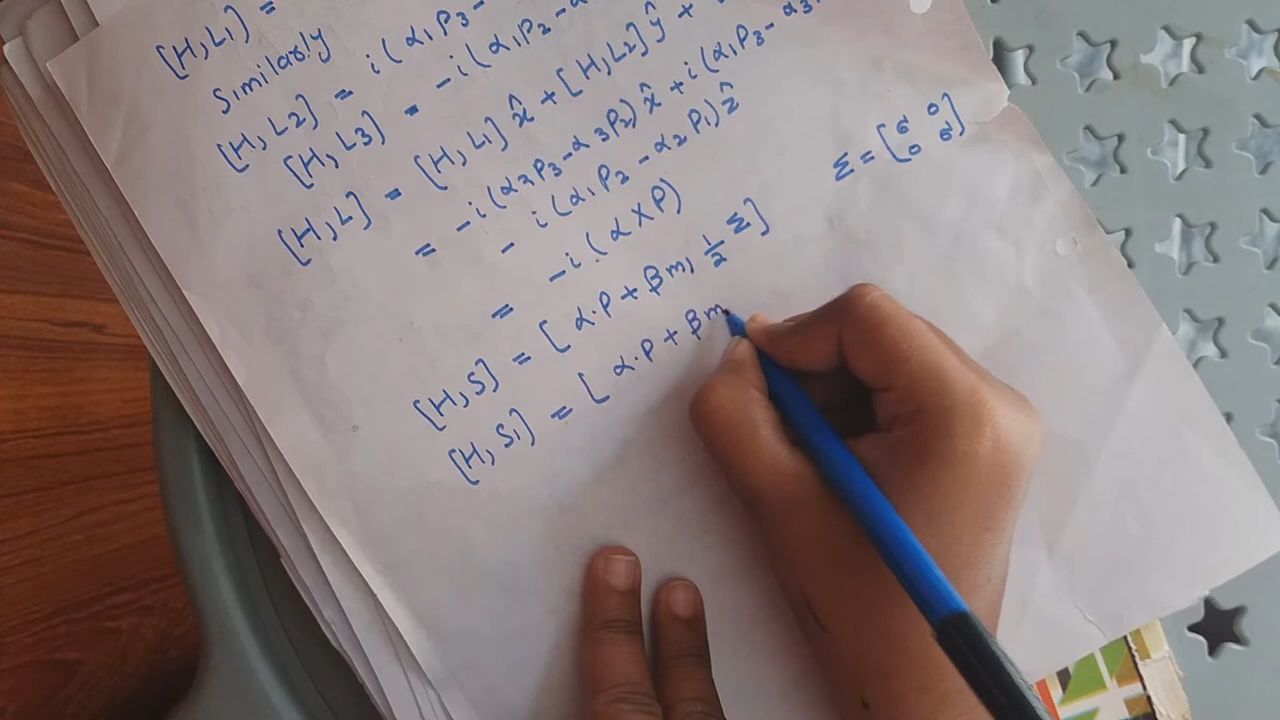 [H,L1] =
Similarly
[H, L2] = i(α1P3-
[H, L3] = -i(α1P2-α
[H,L] = [H, L1] x̂ + [H, L2] ŷ +
= -i(α2P3-α3P2) x̂ + i(α1P3-α3
- i(α1P2 - α2P1) ẑ
= -i(α×P)
Σ = [σ 0
0 σ]
[H, S] = [α.P + βm, 1/2 Σ]
[H, S1] = [α.P + βm